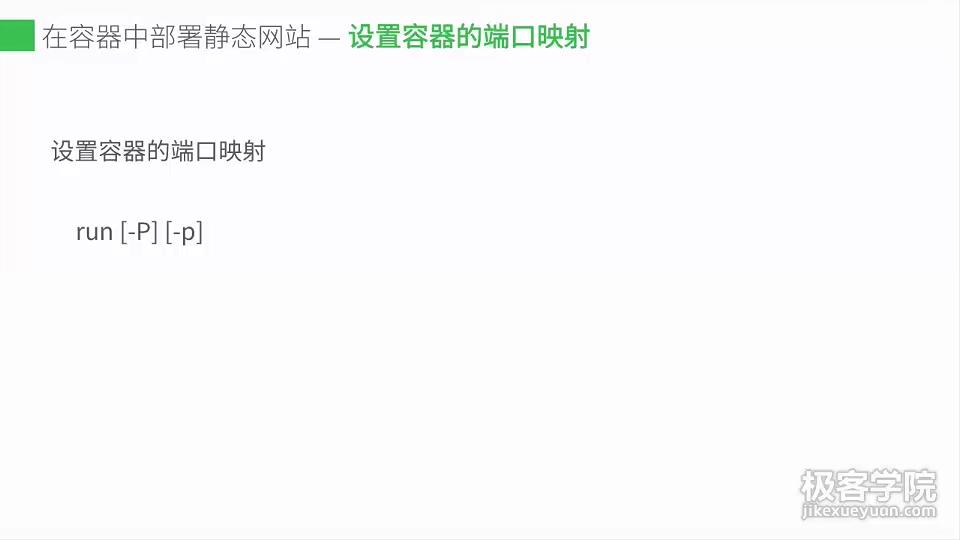 在容器中部署静态网站 — 设置容器的端口映射
设置容器的端口映射
run [-P] [-p]
极客学院
jikexueyuan.com